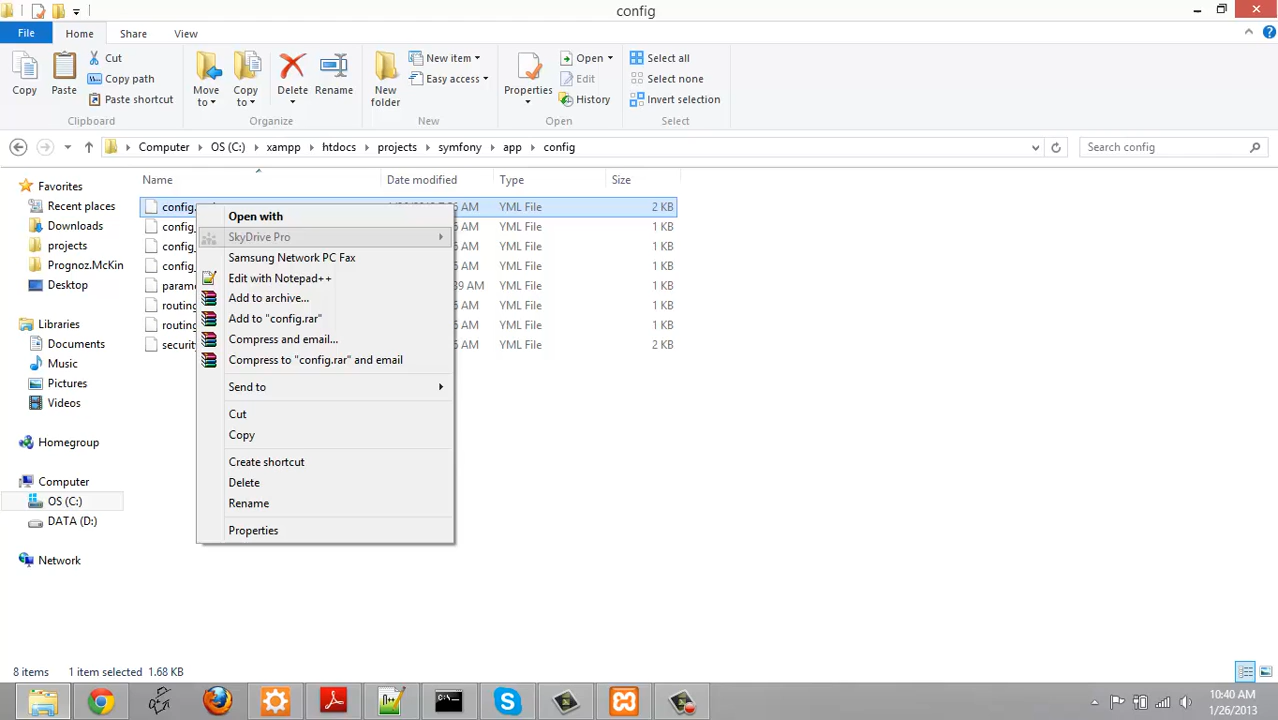 config
File Home Share View
Copy
Paste
Cut
Copy path
Paste shortcut
Clipboard
Move to
Copy to
Delete
Rename
Organize
New folder
New item
Easy access
New
Properties
Open
Edit
History
Open
Select all
Select none
Invert selection
Select
Computer OS (C:) xampp htdocs projects symfony app config
Search config
Name Date modified Type Size
Favorites
Recent places
Downloads
projects
Prognoz.McKin
Desktop
Libraries
Documents
Music
Pictures
Videos
Homegroup
Computer
OS (C:)
DATA (D:)
Network
config. AM YML File 2 KB
config_ AM YML File 1 KB
config_ AM YML File 1 KB
config_ AM YML File 1 KB
param 39 AM YML File 1 KB
routing AM YML File 1 KB
routing AM YML File 1 KB
securit AM YML File 2 KB
Open with
SkyDrive Pro
Samsung Network PC Fax
Edit with Notepad++
Add to archive...
Add to "config.rar"
Compress and email...
Compress to "config.rar" and email
Send to
Cut
Copy
Create shortcut
Delete
Rename
Properties
8 items 1 item selected 1.68 KB
10:40 AM
1/26/2013